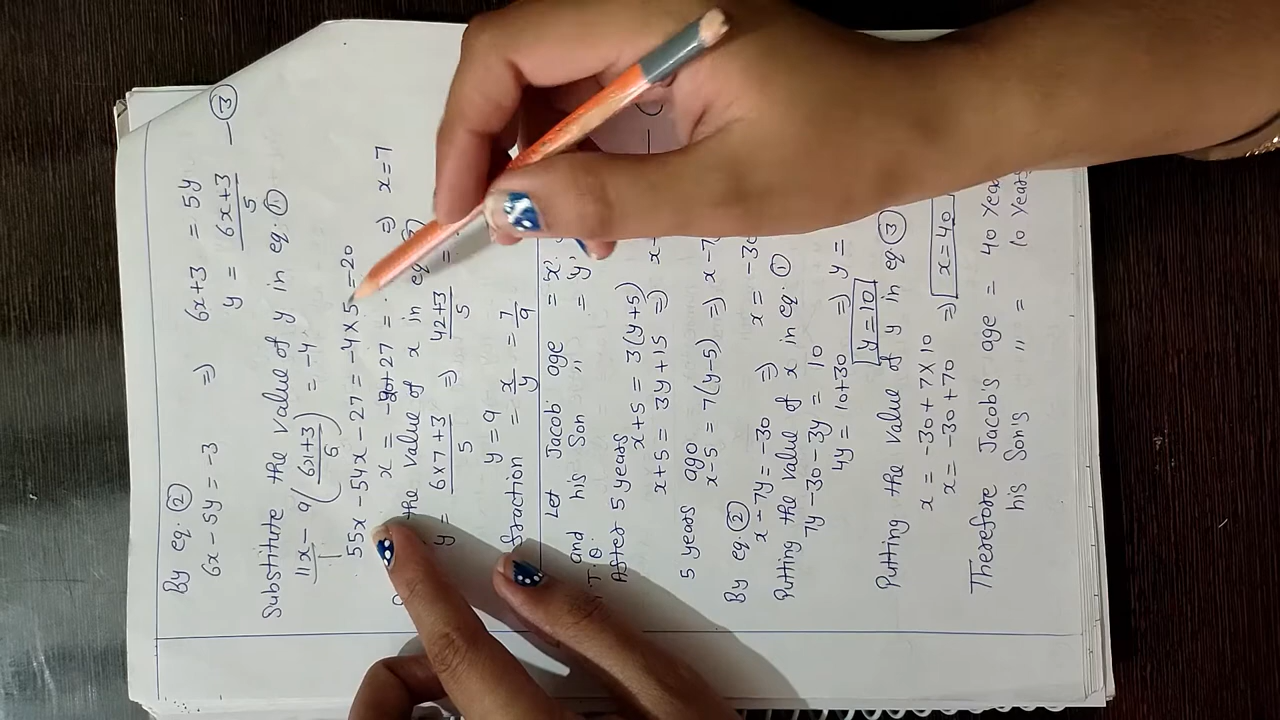 By eq. ②
6x - 5y = -3 ⇒ 6x+3 = 5y
y = 6x+3/5 - ③
Substitute the value of y in eq. ①
11x/1 - 9(6x+3/5) = -4
55x - 54x - 27 = -4×5 = -20
x = -20+27 = ⇒ x = 7
the value of x in eq
y = 6×7+3/5 ⇒ 42+3/5 =
y = 9
fraction = x/y = 7/9
Let Jacob age = x
and his Son " = y
After 5 years
x+5 = 3(y+5)
x+5 = 3y+15 ⇒ x-
5 years ago
x-5 = 7(y-5) ⇒ x-7
By eq. ②
x-7y = -30 ⇒ x = -30
Putting the value of x in eq. ①
7y-30-3y = 10
4y = 10+30 ⇒ y =
y = 10
Putting the value of y in eq ③
x = -30+7×10
x = -30+70 ⇒ x = 40
Therefore Jacob's age = 40 Years
his Son's " = 10 Years